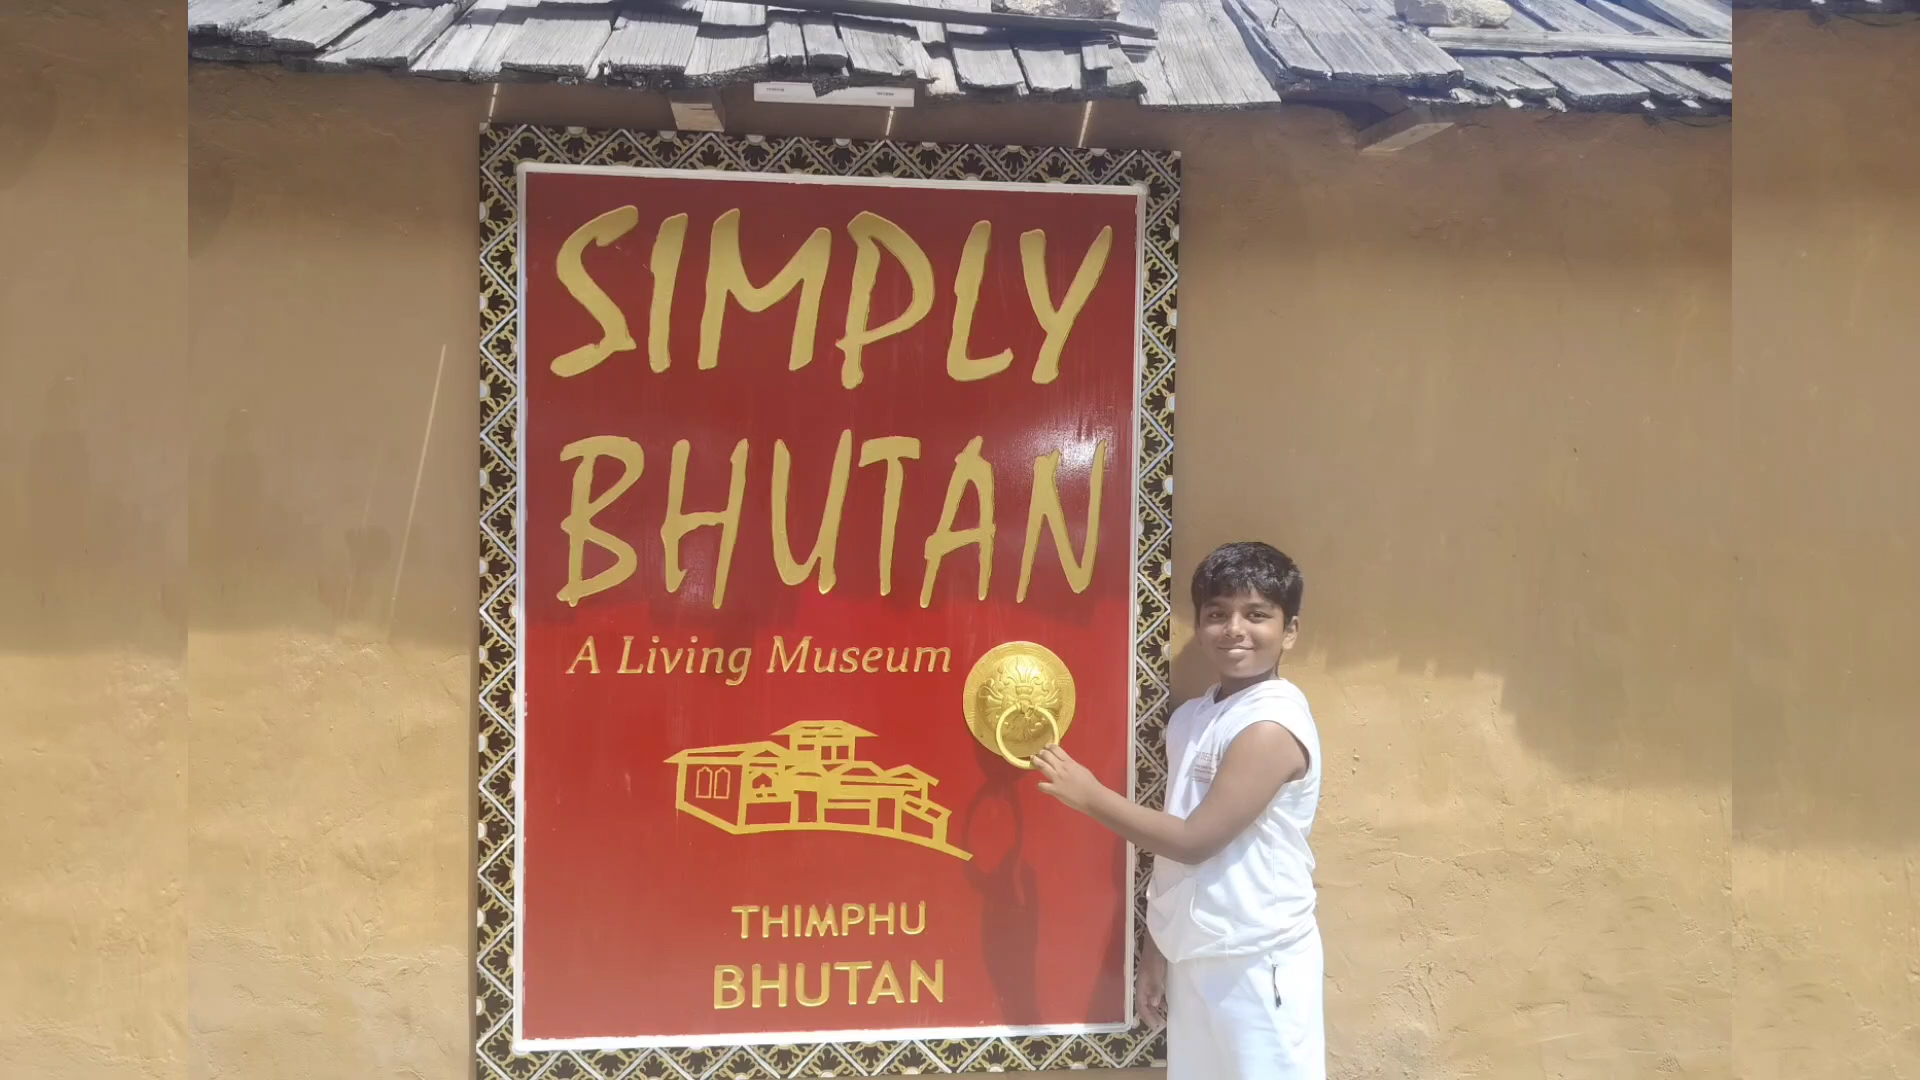 SIMPLY
BHUTAN
A Living Museum
THIMPHU
BHUTAN